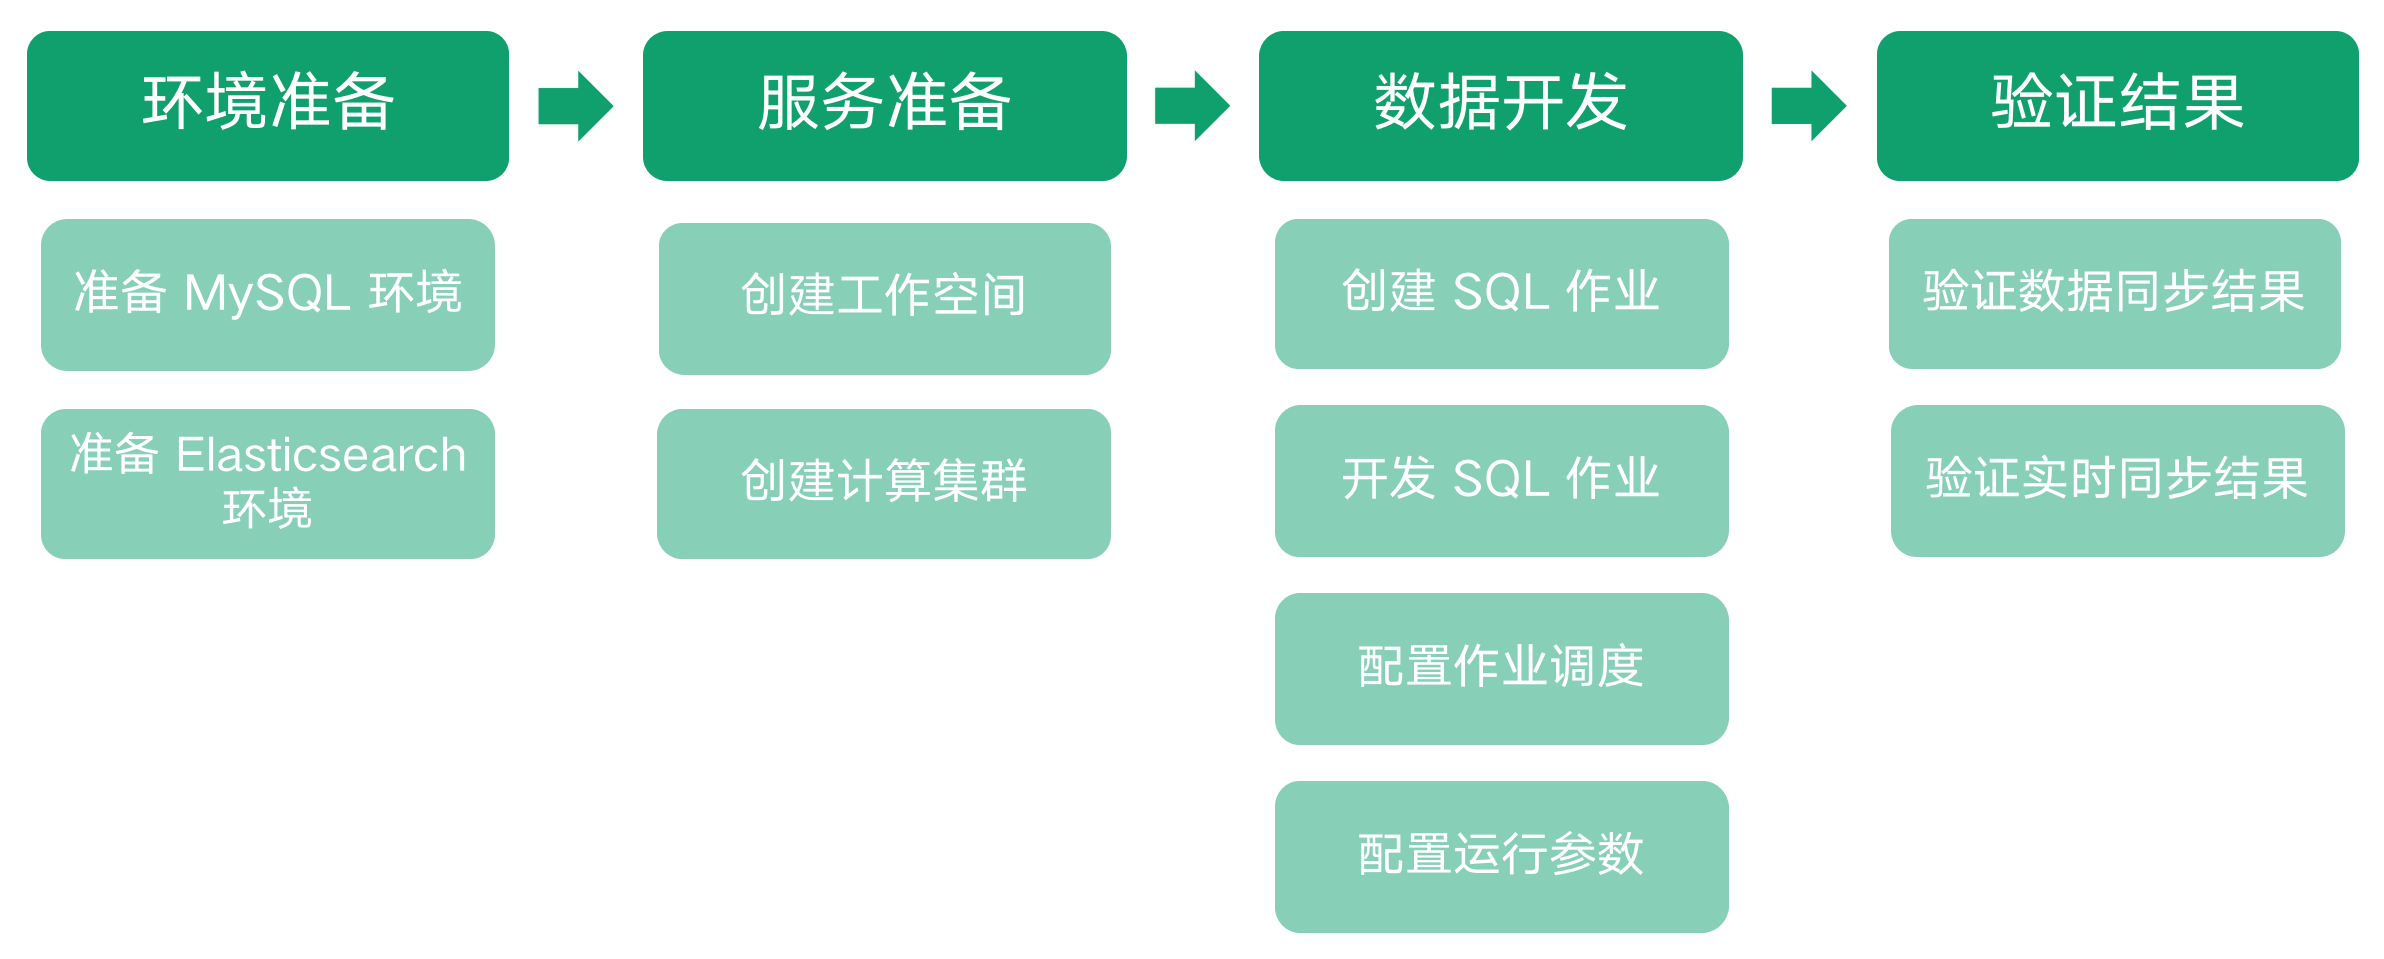 环境准备
服务准备
数据开发
验证结果
准备 MySQL 环境
准备 Elasticsearch
环境
创建工作空间
创建计算集群
创建 SQL 作业
开发 SQL 作业
配置作业调度
配置运行参数
验证数据同步结果
验证实时同步结果